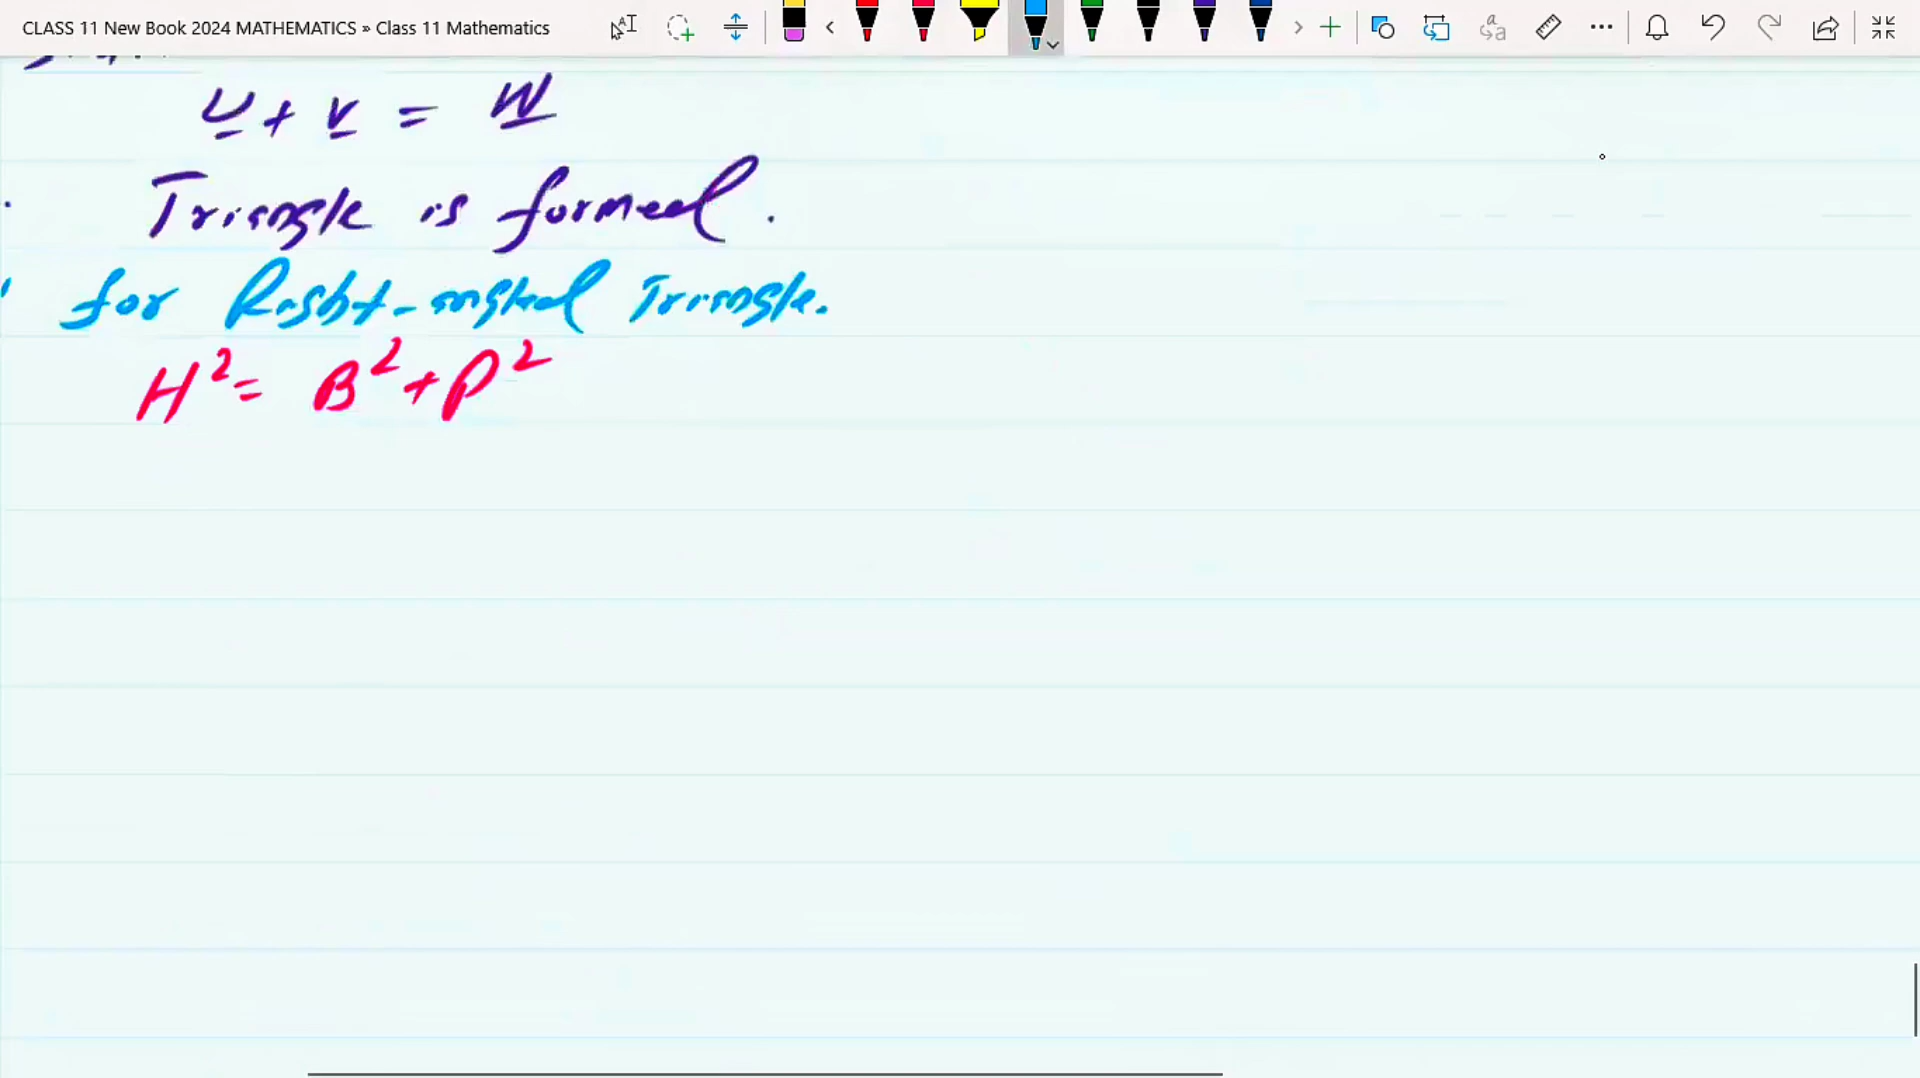 CLASS 11 New Book 2024 MATHEMATICS » Class 11 Mathematics
U + V = W
Triangle is formed.
for Right-angled Triangle.
H² = B² + P²